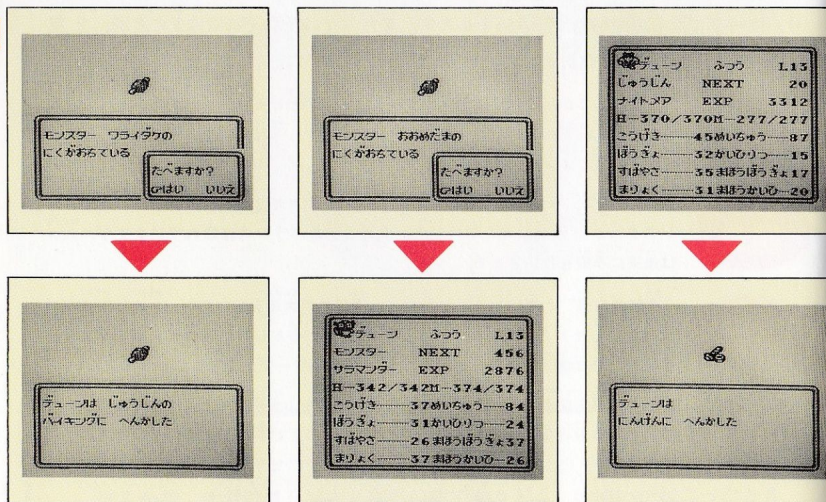 モンスター ワライダケの
にくがおちている
たべますか?
はい いいえ
モンスター おおめだまの
にくがおちている
たべますか?
はい いいえ
デューン ふつう L13
じゅうじん NEXT 20
ナイトメア EXP 3312
H--370/370M--277/277
こうげき--------45めいちゅう----87
ぼうぎょ--------32かいひりつ----15
すばやさ--------35まほうぼうぎょ17
まりょく--------31まほうかいひ--20
デューンは じゅうじんの
バイキングに へんかした
デューン ふつう L13
モンスター NEXT 456
サラマンダー EXP 2876
H--342/342M--374/374
こうげき--------37めいちゅう----84
ぼうぎょ--------31かいひりつ----24
すばやさ--------26まほうぼうぎょ37
まりょく--------37まほうかいひ--26
デューンは
にんげんに へんかした